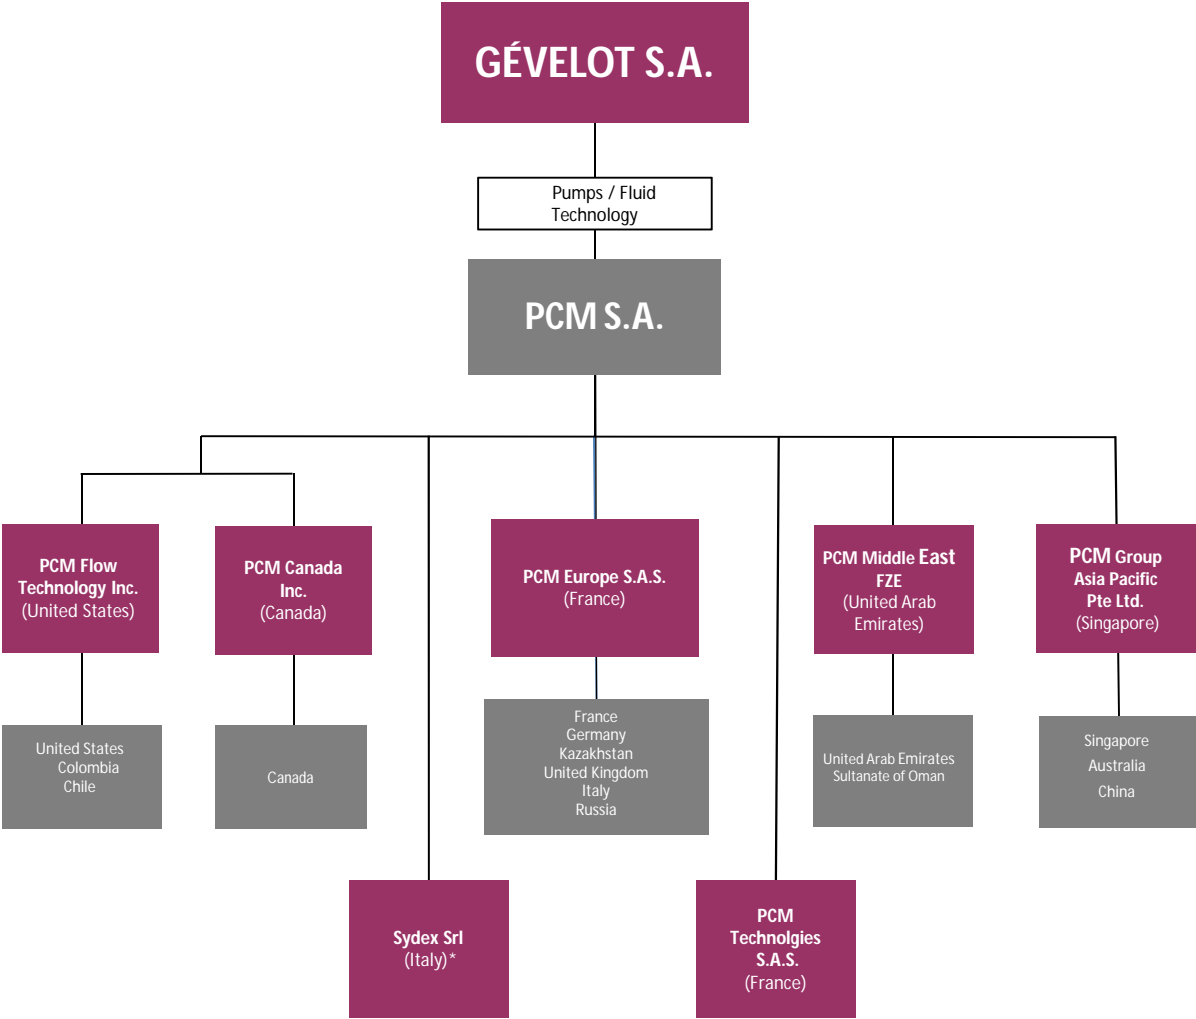 GÉVELOT S.A.
Pumps / Fluid
Technology
PCM S.A.
PCM Flow
Technology Inc.
(United States)
PCM Canada
Inc.
(Canada)
PCM Europe S.A.S.
(France)
PCM Middle East
FZE
(United Arab
Emirates)
PCM Group
Asia Pacific
Pte Ltd.
(Singapore)
United States
Colombia
Chile
Canada
France
Germany
Kazakhstan
United Kingdom
Italy
Russia
United Arab Emirates
Sultanate of Oman
Singapore
Australia
China
Sydex Srl
(Italy)*
PCM
Technolgies
S.A.S.
(France)